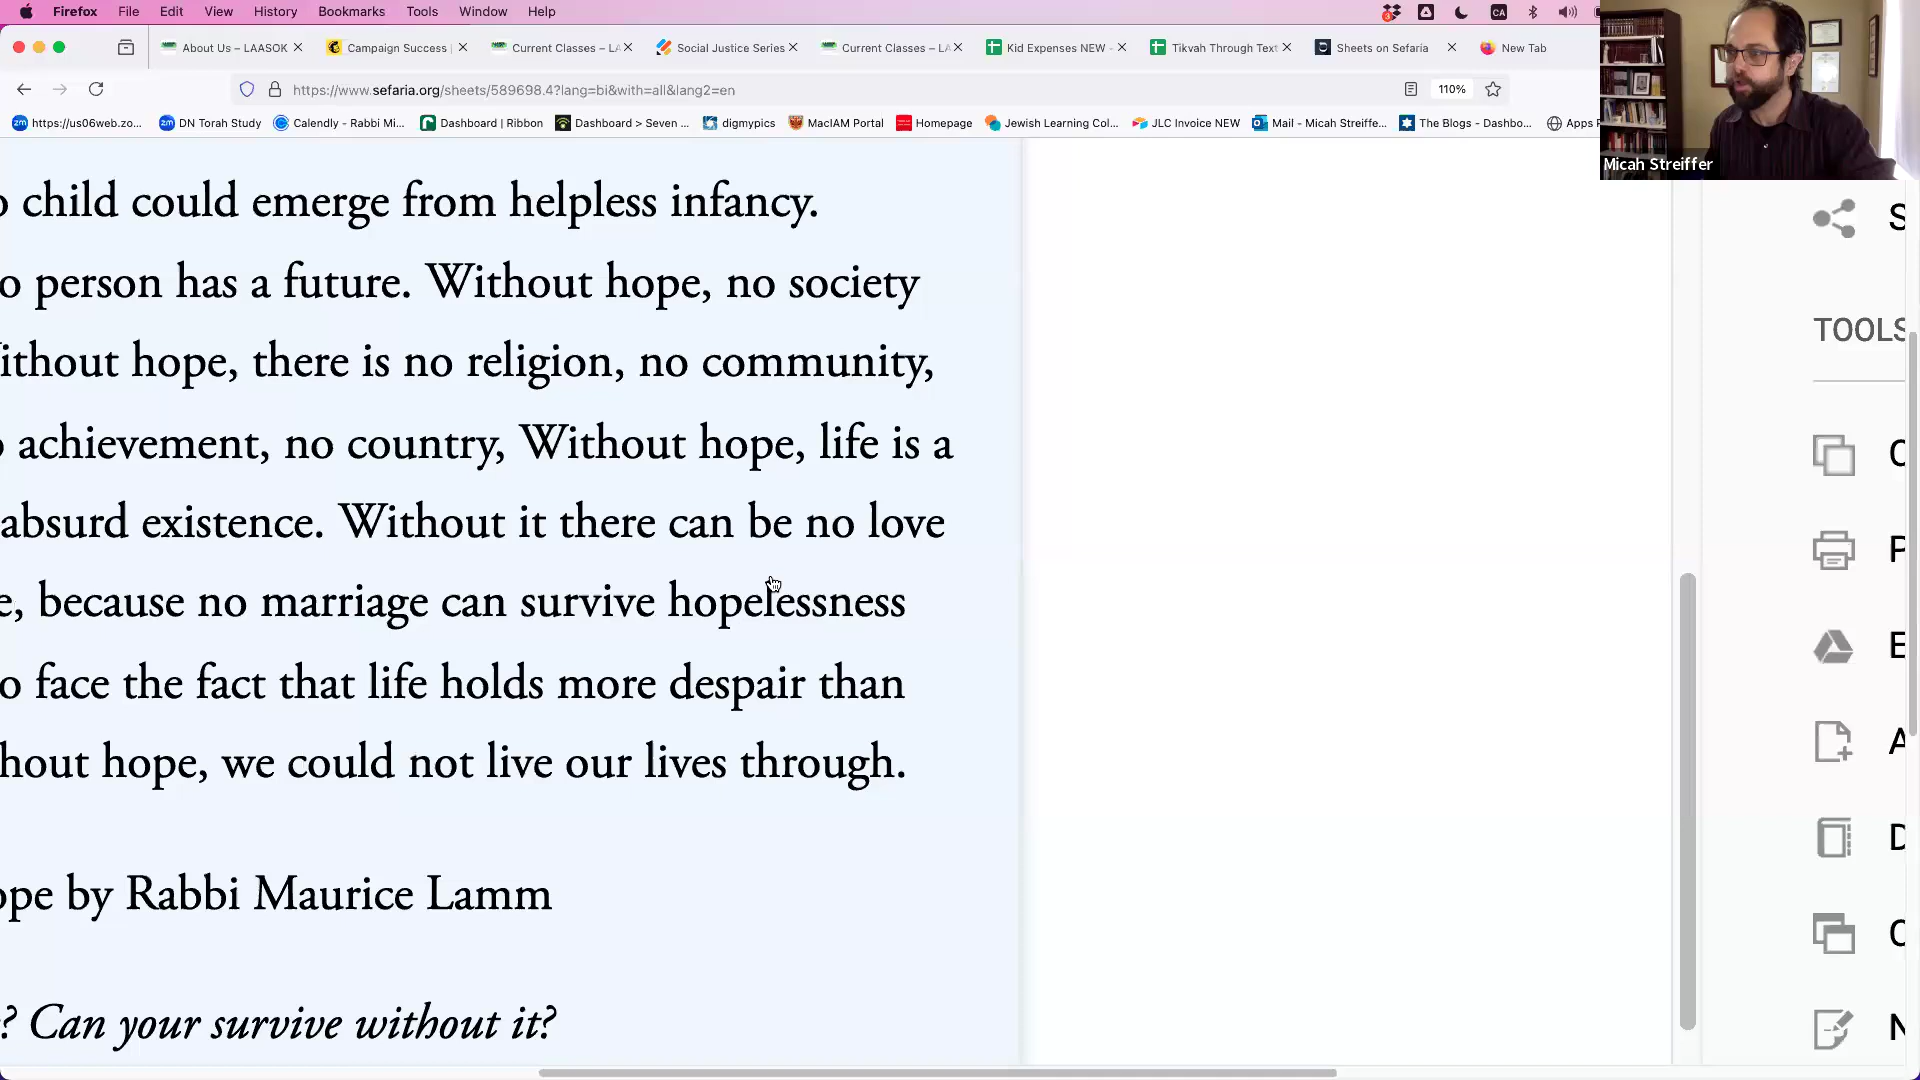 Firefox File Edit View History Bookmarks Tools Window Help
CA
About Us – LAASOK
Campaign Success |
Current Classes – LA
Social Justice Series
Current Classes – LA
Kid Expenses NEW -
Tikvah Through Text
Sheets on Sefaria
New Tab
https://www.sefaria.org/sheets/589698.4?lang=bi&with=all&lang2=en
110%
https://us06web.zo...
DN Torah Study
Calendly - Rabbi Mi...
Dashboard | Ribbon
Dashboard > Seven ...
digmypics
MacIAM Portal
Homepage
Jewish Learning Col...
JLC Invoice NEW
Mail - Micah Streiffe...
The Blogs - Dashbo...
Apps
Micah Streiffer
o child could emerge from helpless infancy.
o person has a future. Without hope, no society
ithout hope, there is no religion, no community,
achievement, no country, Without hope, life is a
absurd existence. Without it there can be no love
e, because no marriage can survive hopelessness
o face the fact that life holds more despair than
hout hope, we could not live our lives through.
ope by Rabbi Maurice Lamm
? Can your survive without it?
S
TOOLS
C
P
E
A
D
C
N